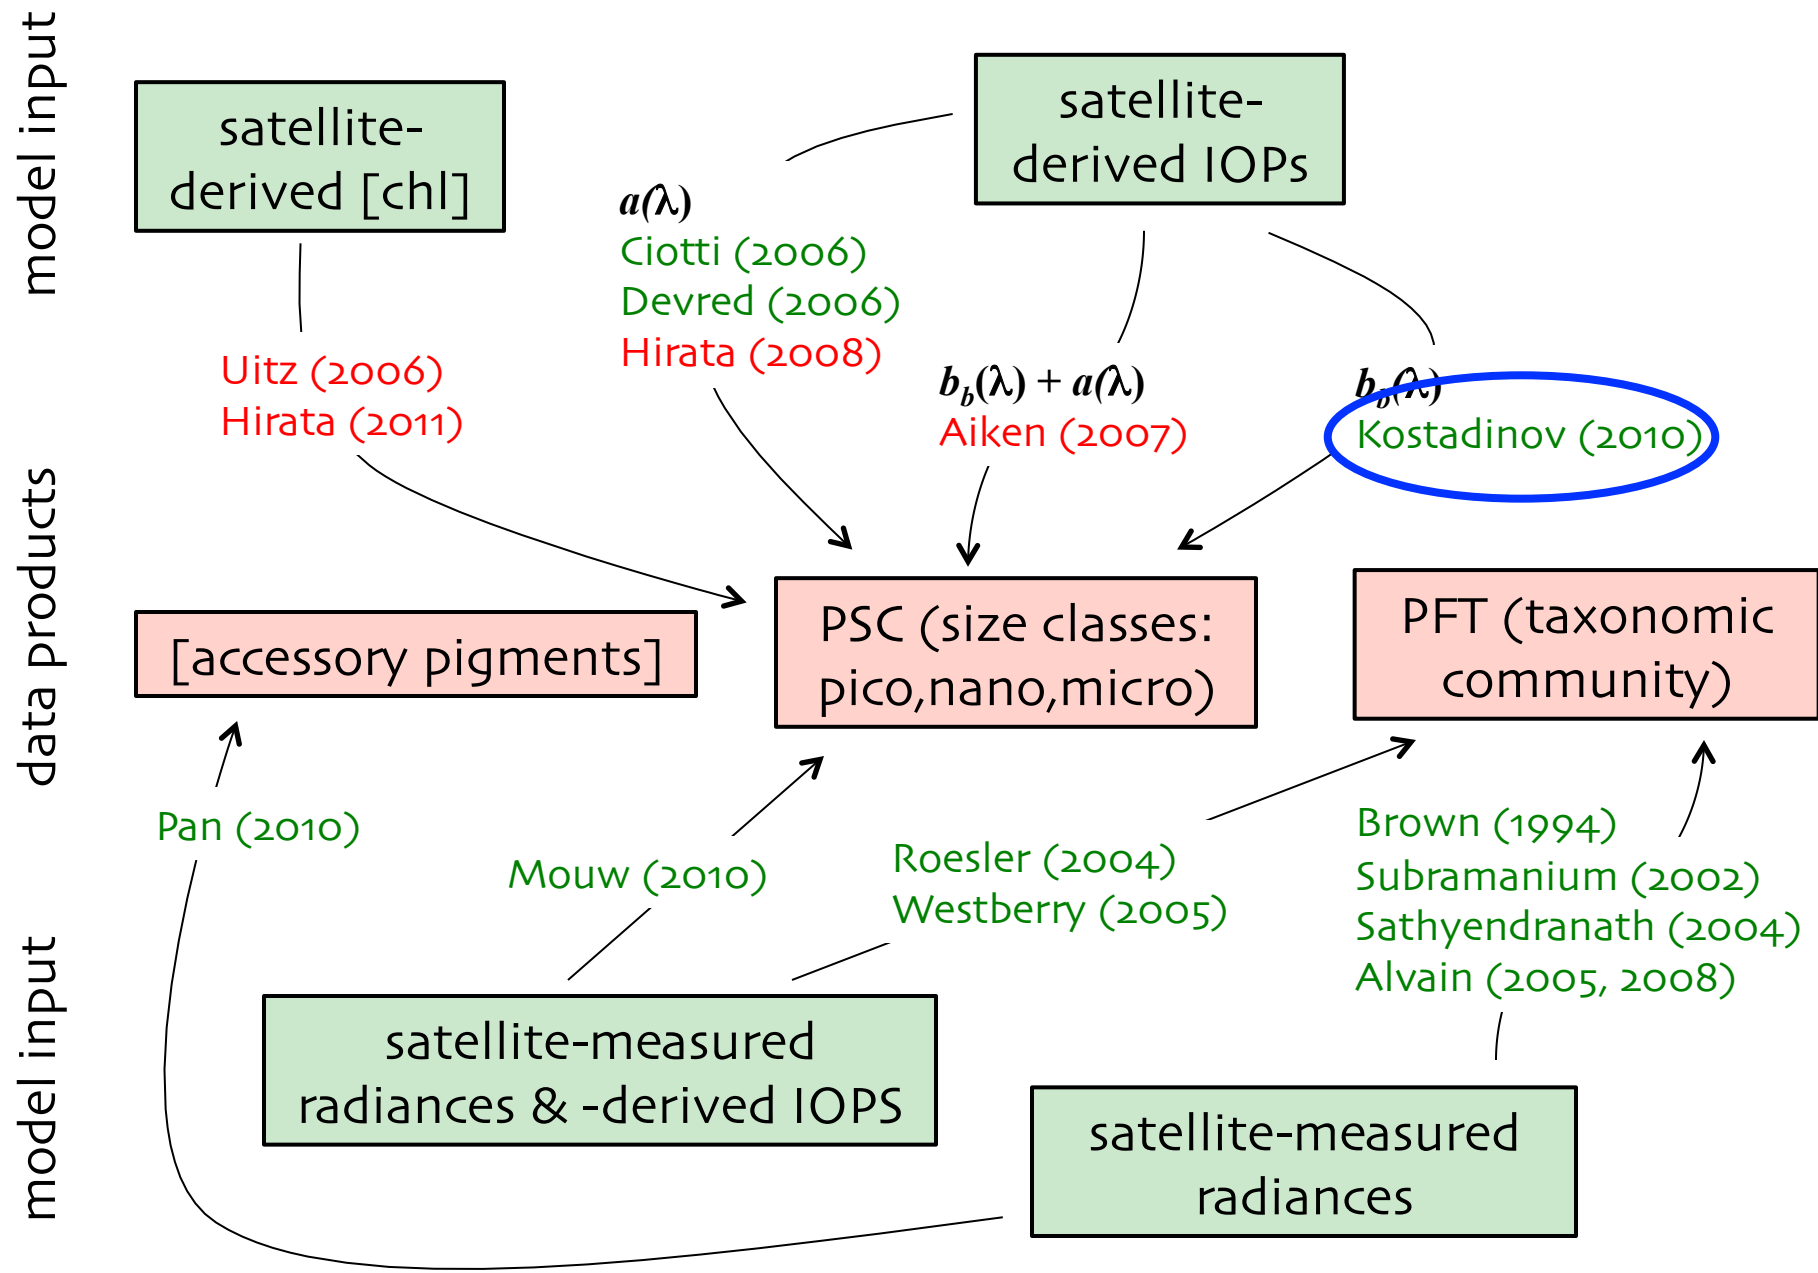 model input
satellite-
derived [chl]
satellite-
derived IOPs
a(λ)
Ciotti (2006)
Devred (2006)
Hirata (2008)
Uitz (2006)
Hirata (2011)
b_b(λ) + a(λ)
Aiken (2007)
b_b(λ)
Kostadinov (2010)
data products
[accessory pigments]
PSC (size classes:
pico,nano,micro)
PFT (taxonomic
community)
Pan (2010)
Mouw (2010)
Roesler (2004)
Westberry (2005)
Brown (1994)
Subramanium (2002)
Sathyendranath (2004)
Alvain (2005, 2008)
model input
satellite-measured
radiances & -derived IOPS
satellite-measured
radiances